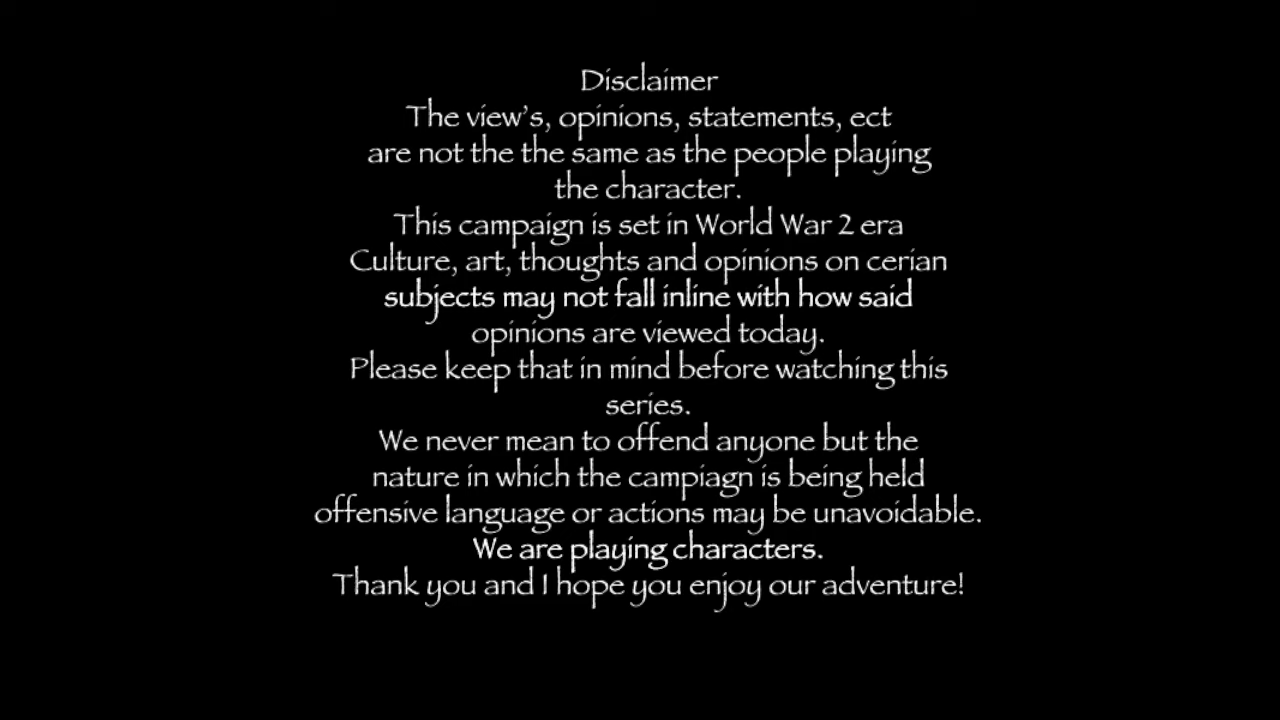 Disclaimer
The view's, opinions, statements, ect
are not the the same as the people playing
the character.
This campaign is set in World War 2 era
Culture, art, thoughts and opinions on cerian
subjects may not fall inline with how said
opinions are viewed today.
Please keep that in mind before watching this
series.
We never mean to offend anyone but the
nature in which the campiagn is being held
offensive language or actions may be unavoidable.
We are playing characters.
Thank you and I hope you enjoy our adventure!